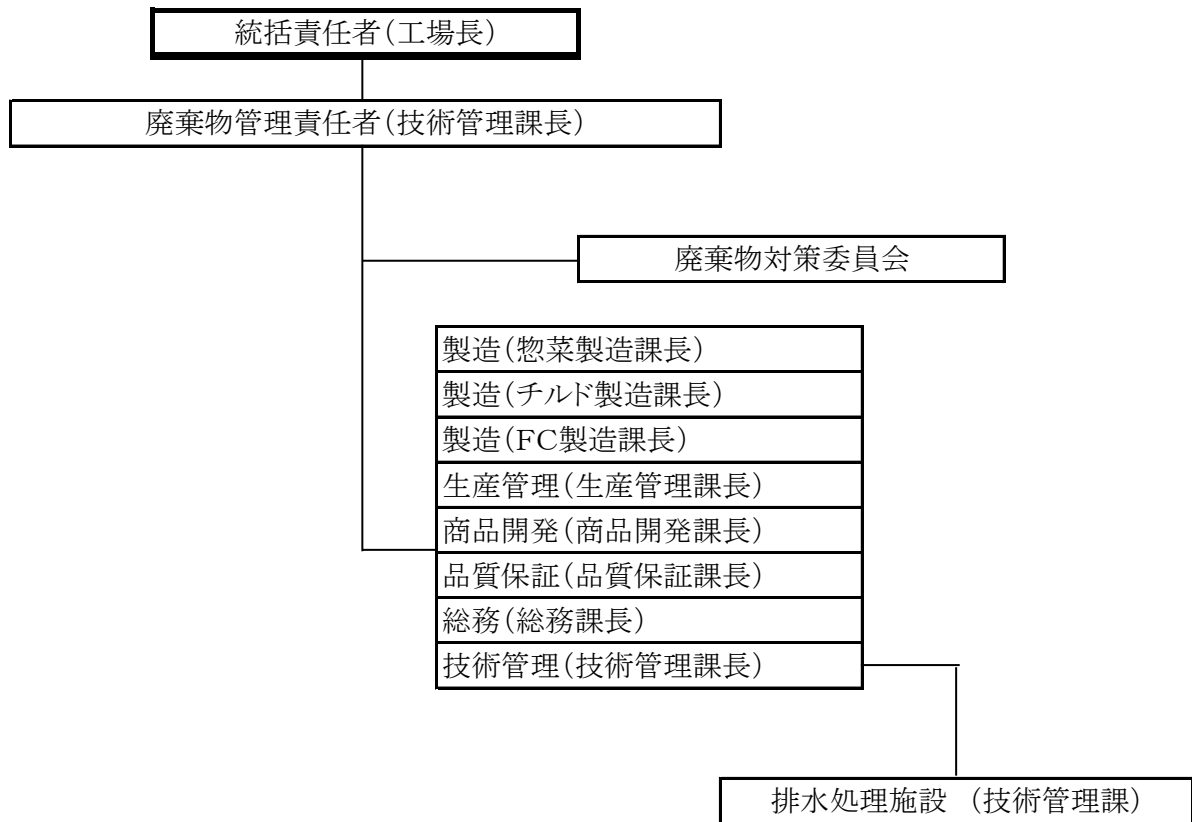 統括責任者(工場長)
廃棄物管理責任者(技術管理課長)
廃棄物対策委員会
製造(惣菜製造課長)
製造(チルド製造課長)
製造(FC製造課長)
生産管理(生産管理課長)
商品開発(商品開発課長)
品質保証(品質保証課長)
総務(総務課長)
技術管理(技術管理課長)
排水処理施設 (技術管理課)